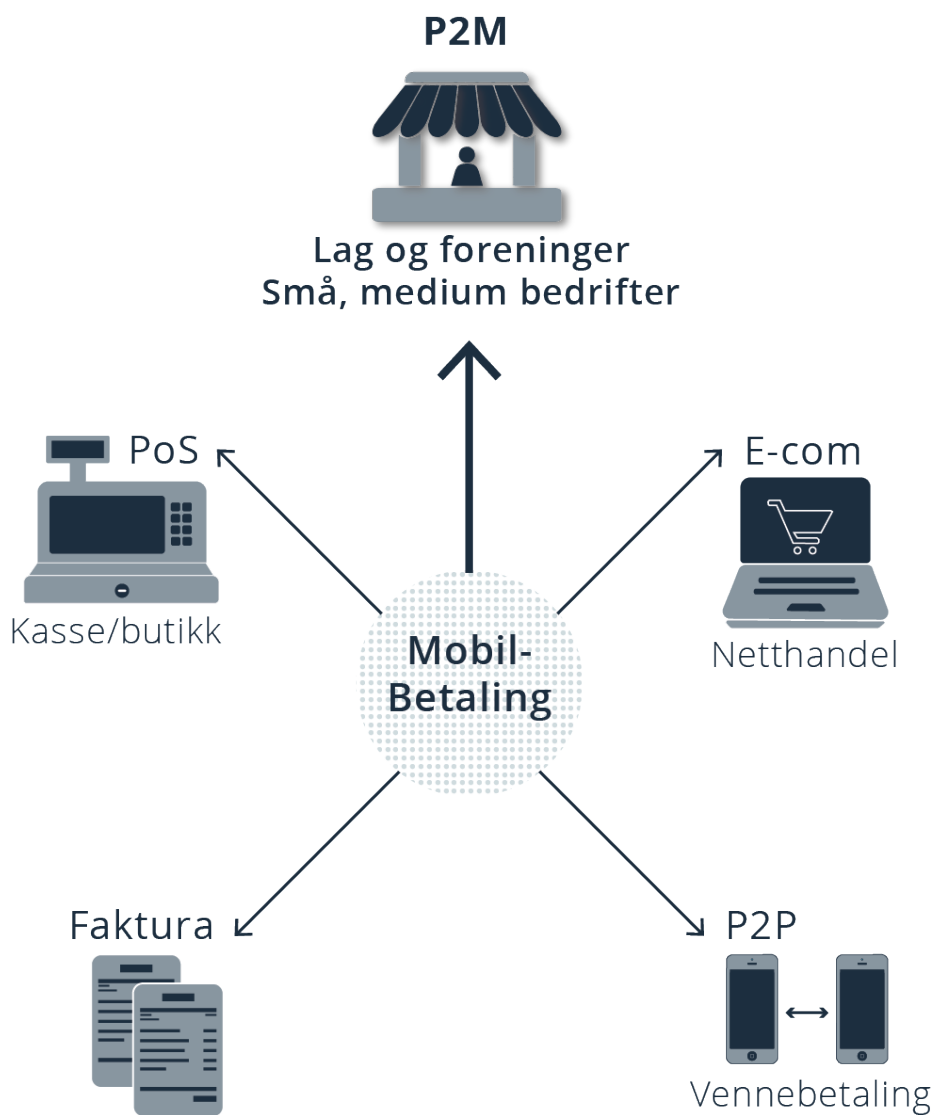 P2M
Lag og foreninger
Små, medium bedrifter
PoS
Kasse/butikk
E-com
Netthandel
Mobil-
Betaling
Faktura
P2P
Vennebetaling